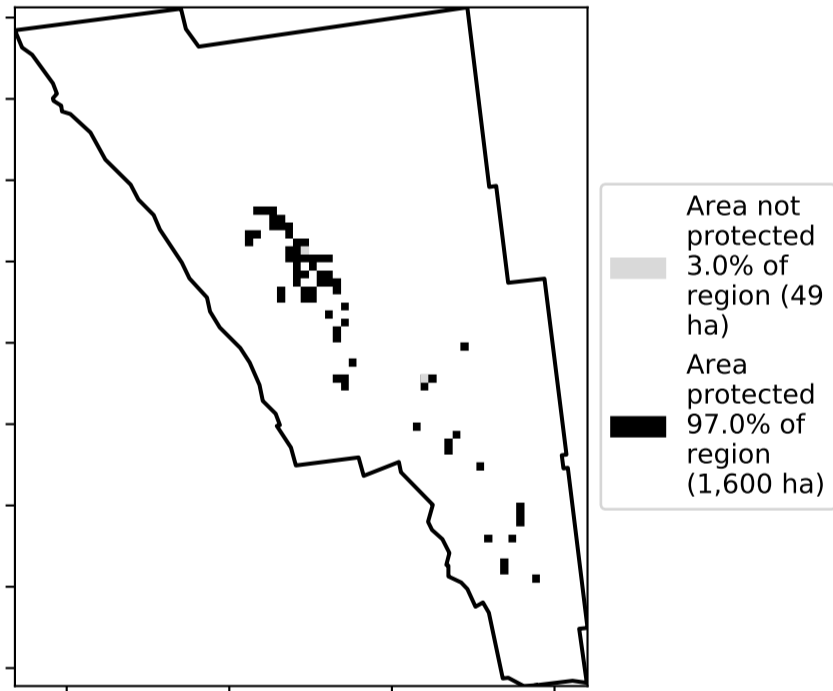 Area not
protected
3.0% of
region (49
ha)
Area
protected
97.0% of
region
(1,600 ha)